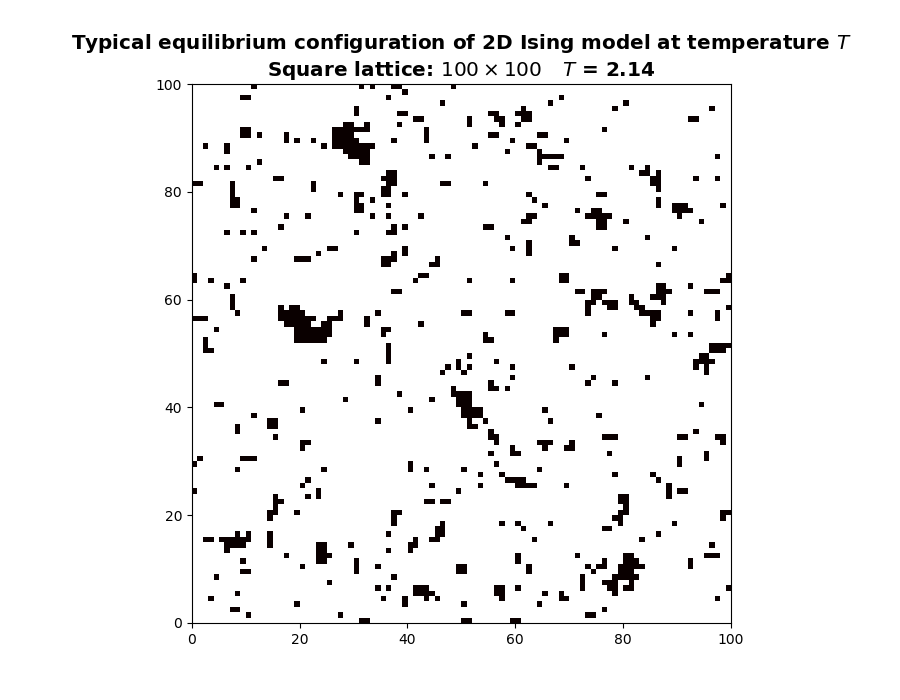 Typical equilibrium configuration of 2D Ising model at temperature T
Square lattice: 100 × 100 T = 2.14
100
80
60
40
20
0
0 20 40 60 80 100